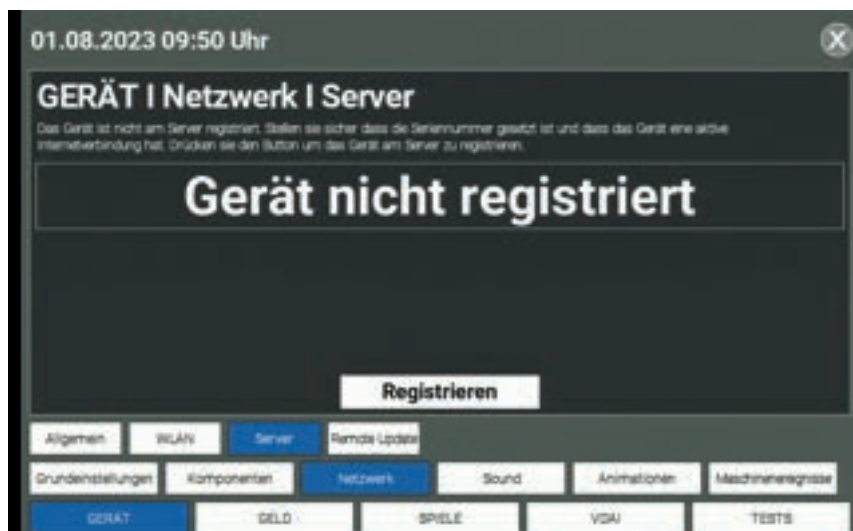 01.08.2023 09:50 Uhr
X
GERÄT I Netzwerk I Server
Das Gerät ist nicht am Server registriert. Stellen sie sicher dass die Seriennummer gesetzt ist und dass das Gerät eine aktive
Internetverbindung hat. Drücken sie den Button um das Gerät am Server zu registrieren.
Gerät nicht registriert
Registrieren
Allgemein WLAN Server Remote Update
Grundeinstellungen Komponenten Netzwerk Sound Animationen Maschinenereignisse
GERÄT GELD SPIELE VDAI TESTS